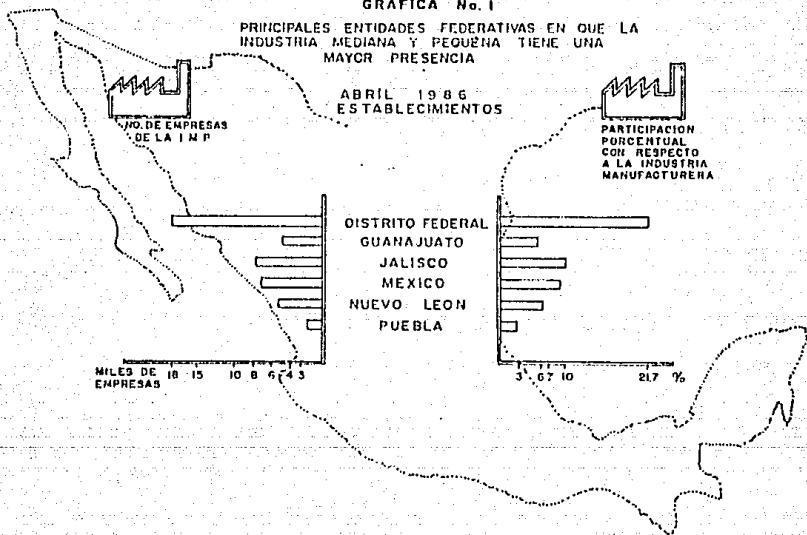 GRAFICA No. 1
PRINCIPALES ENTIDADES FEDERATIVAS EN QUE LA
INDUSTRIA MEDIANA Y PEQUEÑA TIENE UNA
MAYOR PRESENCIA
ABRIL 1986
ESTABLECIMIENTOS
NO. DE EMPRESAS
DE LA I M P
PARTICIPACION
PORCENTUAL
CON RESPECTO
A LA INDUSTRIA
MANUFACTURERA
DISTRITO FEDERAL
GUANAJUATO
JALISCO
MEXICO
NUEVO LEON
PUEBLA
MILES DE
EMPRESAS
18 15 10 8 6 4 3
3 6 7 10 21.7 %